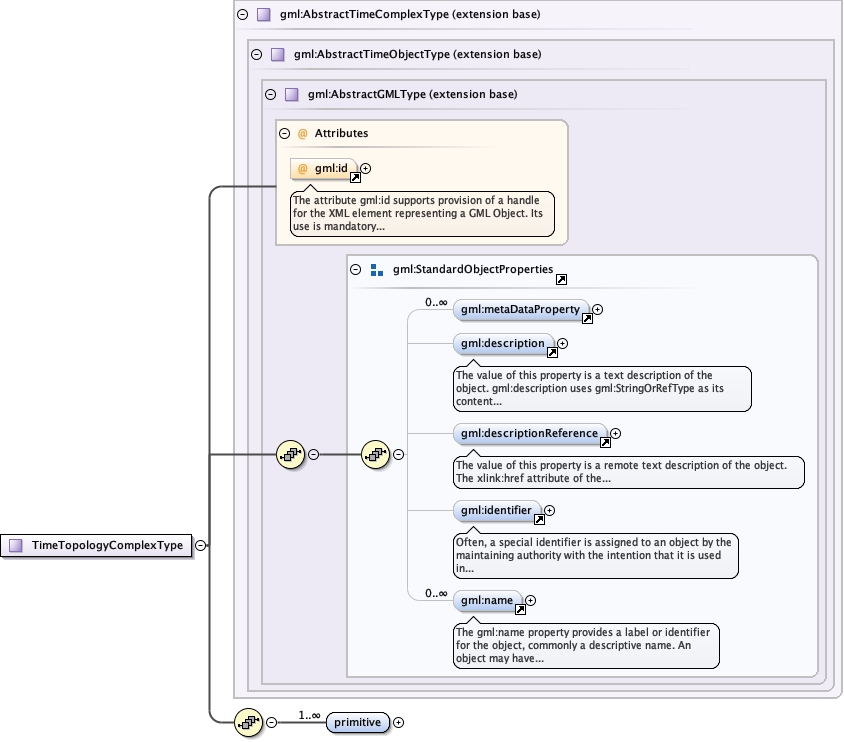 gml:AbstractTimeComplexType (extension base)
gml:AbstractTimeObjectType (extension base)
gml:AbstractGMLType (extension base)
@ Attributes
@ gml:id
The attribute gml:id supports provision of a handle
for the XML element representing a GML Object. Its
use is mandatory...
gml:StandardObjectProperties
0..∞
gml:metaDataProperty
gml:description
The value of this property is a text description of the
object. gml:description uses gml:StringOrRefType as its
content...
gml:descriptionReference
The value of this property is a remote text description of the object.
The xlink:href attribute of the...
gml:identifier
Often, a special identifier is assigned to an object by the
maintaining authority with the intention that it is used
in...
TimeTopologyComplexType
0..∞
gml:name
The gml:name property provides a label or identifier
for the object, commonly a descriptive name. An
object may have...
1..∞
primitive